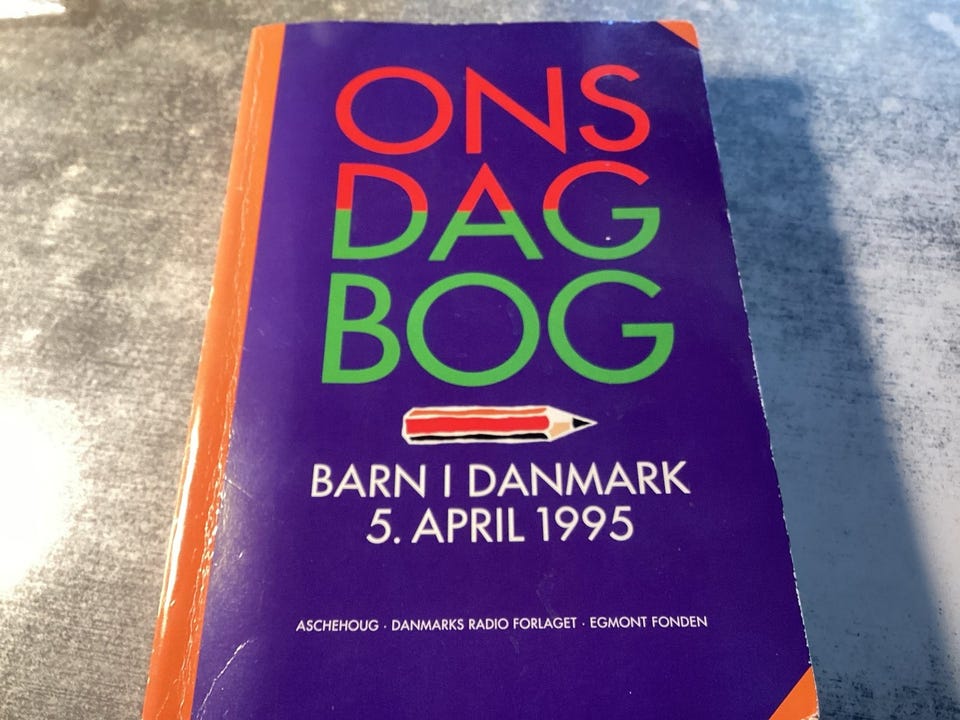 ONS
DAG
BOG
BARN I DANMARK
5. APRIL 1995
ASCHEHOUG · DANMARKS RADIO FORLAGET · EGMONT FONDEN